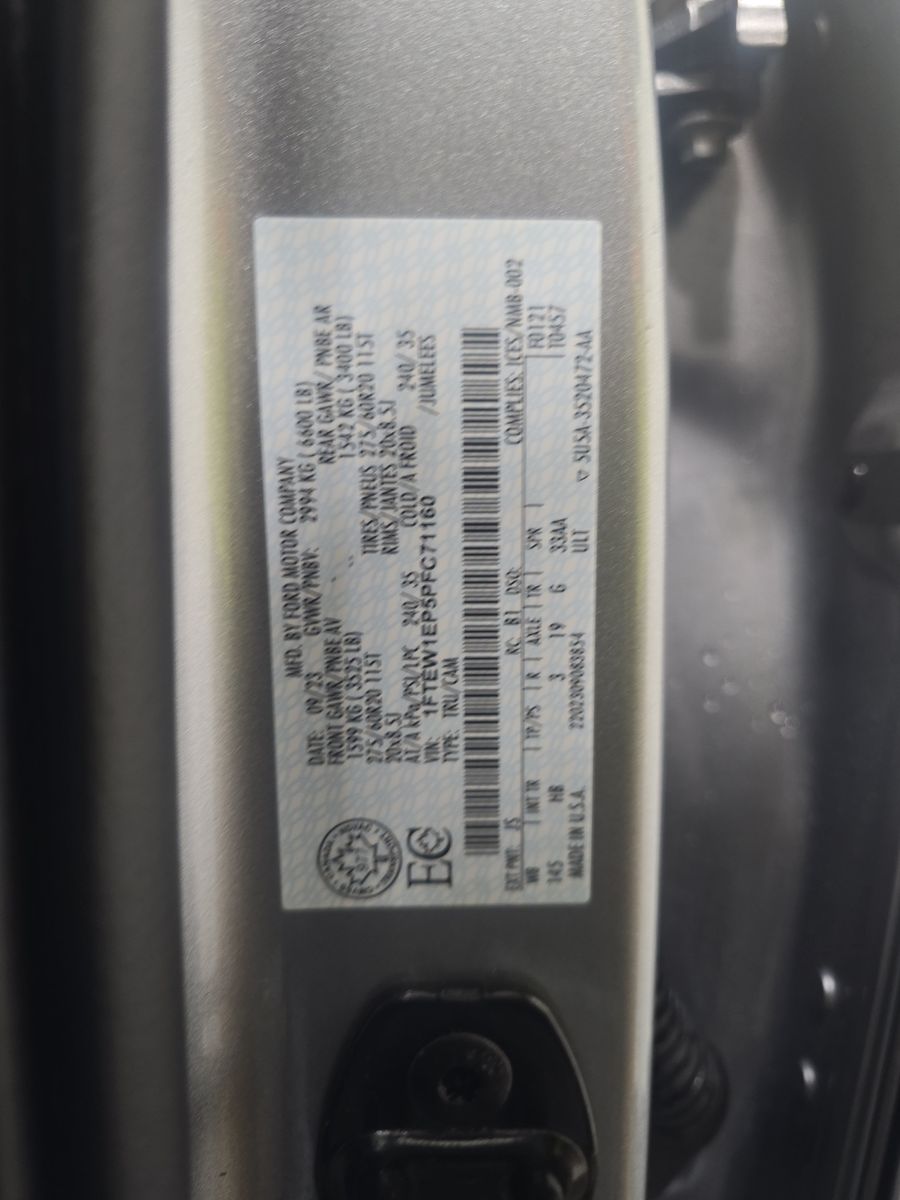 MFD. BY FORD MOTOR COMPANY
DATE: 09/23 GVWR/PNBV: 2994 KG ( 6600 LB)
FRONT GAWR/PNBE AV REAR GAWR/ PNBE AR
1599 KG ( 3525 LB) 1542 KG ( 3400 LB)
275/60R20 115T TIRES/PNEUS 275/60R20 115T
20x8.5J RIMS/JANTES 20x8.5J
AT/A kPa/PSI/LPC 240/ 35 COLD/A FROID 240/ 35
VIN: 1FTEW1EP5PFC71160 /JUMELEES
TYPE: TRU/CAM
EC
COMPLIES: ICES/NMB-002
EXT PNT: JS RC: B1 DSO: F0121
WB INT TR TP/PS R AXLE TR SPR T0457
145 HB 3 19 G 33AA
MADE IN U.S.A. 2202309083854 ULT
▽ SU5A-3520472-AA